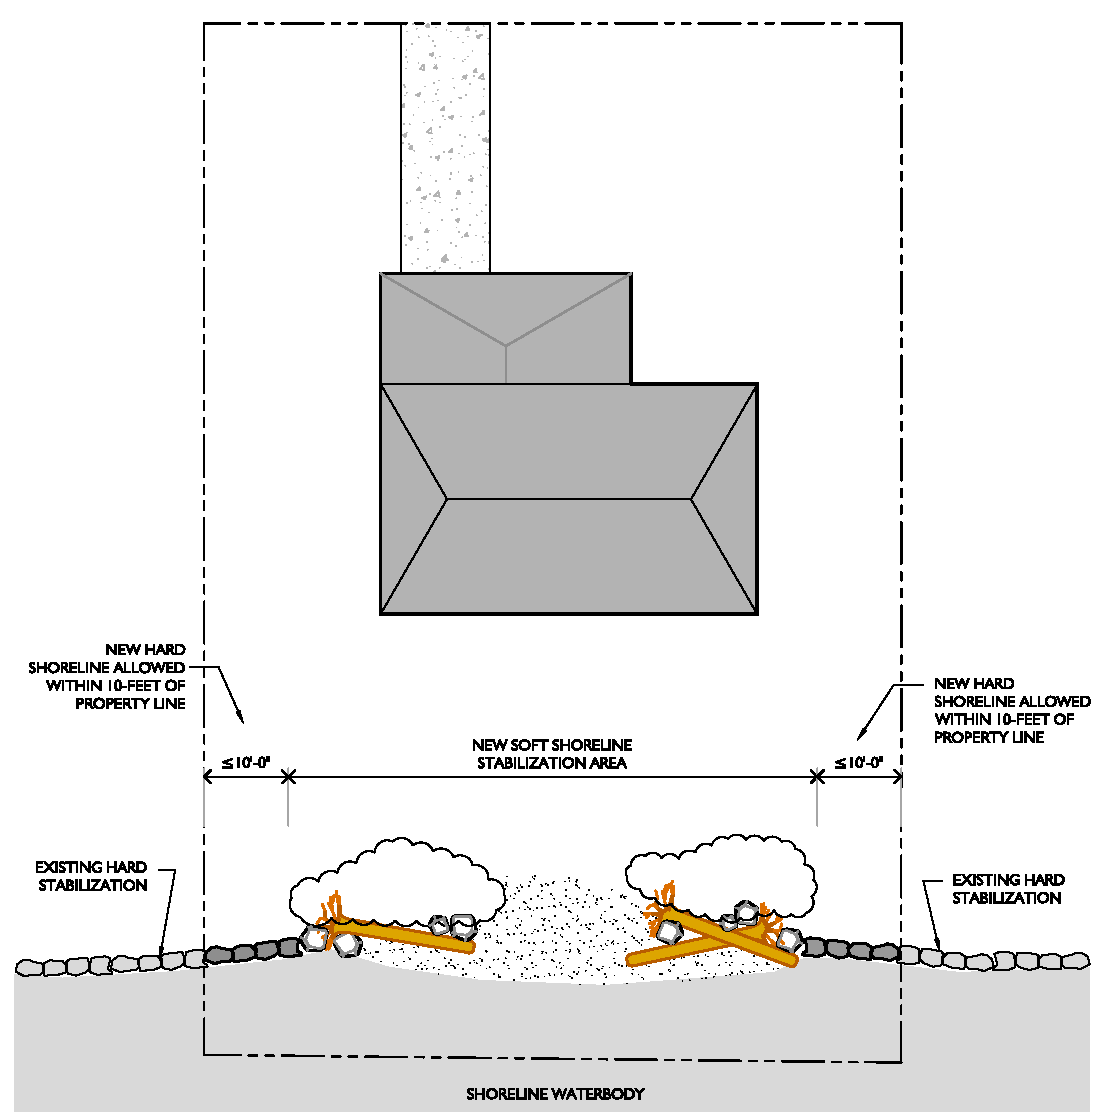 NEW HARD
SHORELINE ALLOWED
WITHIN 10-FEET OF
PROPERTY LINE
NEW HARD
SHORELINE ALLOWED
WITHIN 10-FEET OF
PROPERTY LINE
≤10'-0"
NEW SOFT SHORELINE
STABILIZATION AREA
≤10'-0"
EXISTING HARD
STABILIZATION
EXISTING HARD
STABILIZATION
SHORELINE WATERBODY